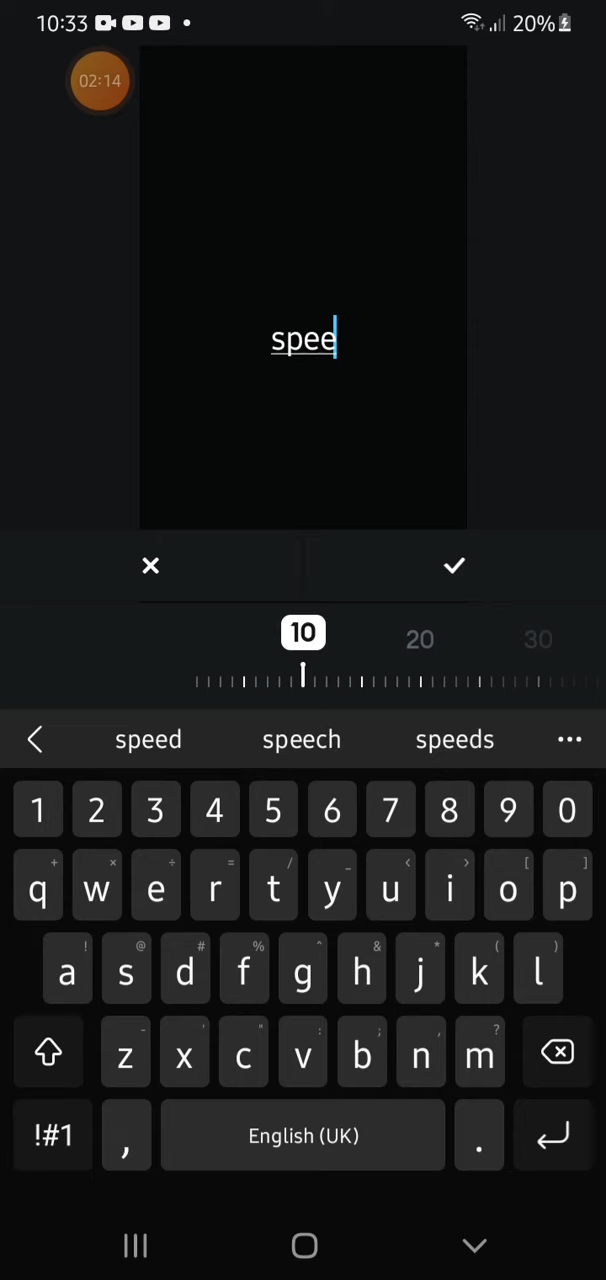 10:33 20%
02:14
spee
10 20 30
speed speech speeds
1 2 3 4 5 6 7 8 9 0
+ × ÷ = / _ < > [ ]
q w e r t y u i o p
! @ # % ^ & * ( )
a s d f g h j k l
- ' " : ; , ?
z x c v b n m
!#1 , English (UK) .